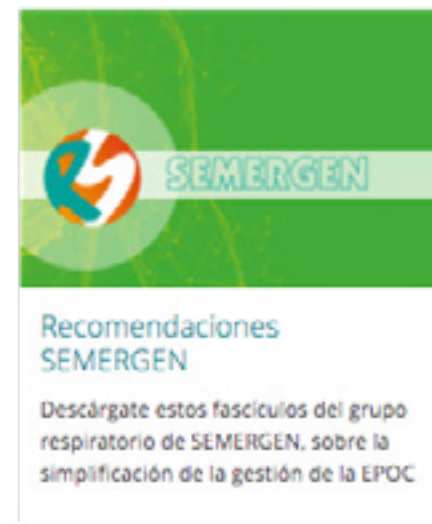 SEMERGEN
Recomendaciones
SEMERGEN
Descárgate estos fascículos del grupo
respiratorio de SEMERGEN, sobre la
simplificación de la gestión de la EPOC